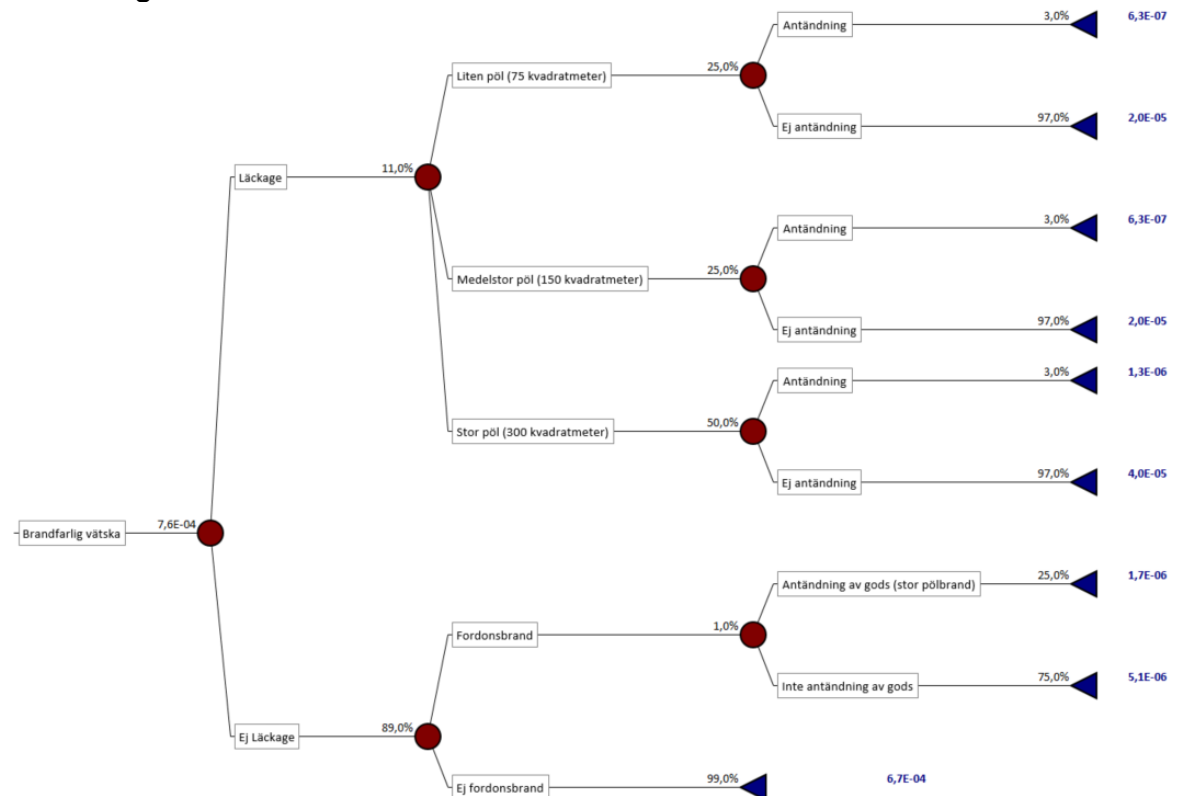 Antändning
3,0%
6,3E-07
Liten pöl (75 kvadratmeter)
25,0%
Ej antändning
97,0%
2,0E-05
Läckage
11,0%
Antändning
3,0%
6,3E-07
Medelstor pöl (150 kvadratmeter)
25,0%
Ej antändning
97,0%
2,0E-05
Antändning
3,0%
1,3E-06
Stor pöl (300 kvadratmeter)
50,0%
Ej antändning
97,0%
4,0E-05
Brandfarlig vätska
7,6E-04
Antändning av gods (stor pölbrand)
25,0%
1,7E-06
Fordonsbrand
1,0%
Inte antändning av gods
75,0%
5,1E-06
Ej Läckage
89,0%
Ej fordonsbrand
99,0%
6,7E-04